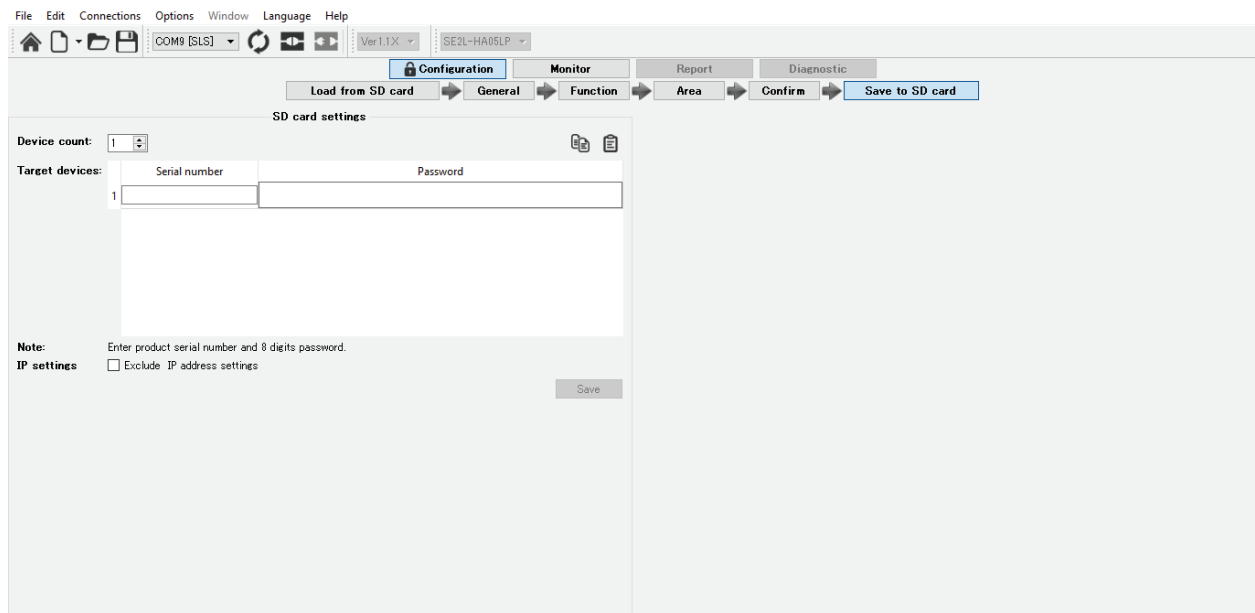 File Edit Connections Options Window Language Help
COM9 [SLS] Ver1.1X SE2L-HA05LP
Configuration Monitor Report Diagnostic
Load from SD card General Function Area Confirm Save to SD card
SD card settings
Device count: 1
Target devices: Serial number Password
1
Note: Enter product serial number and 8 digits password.
IP settings Exclude IP address settings
Save